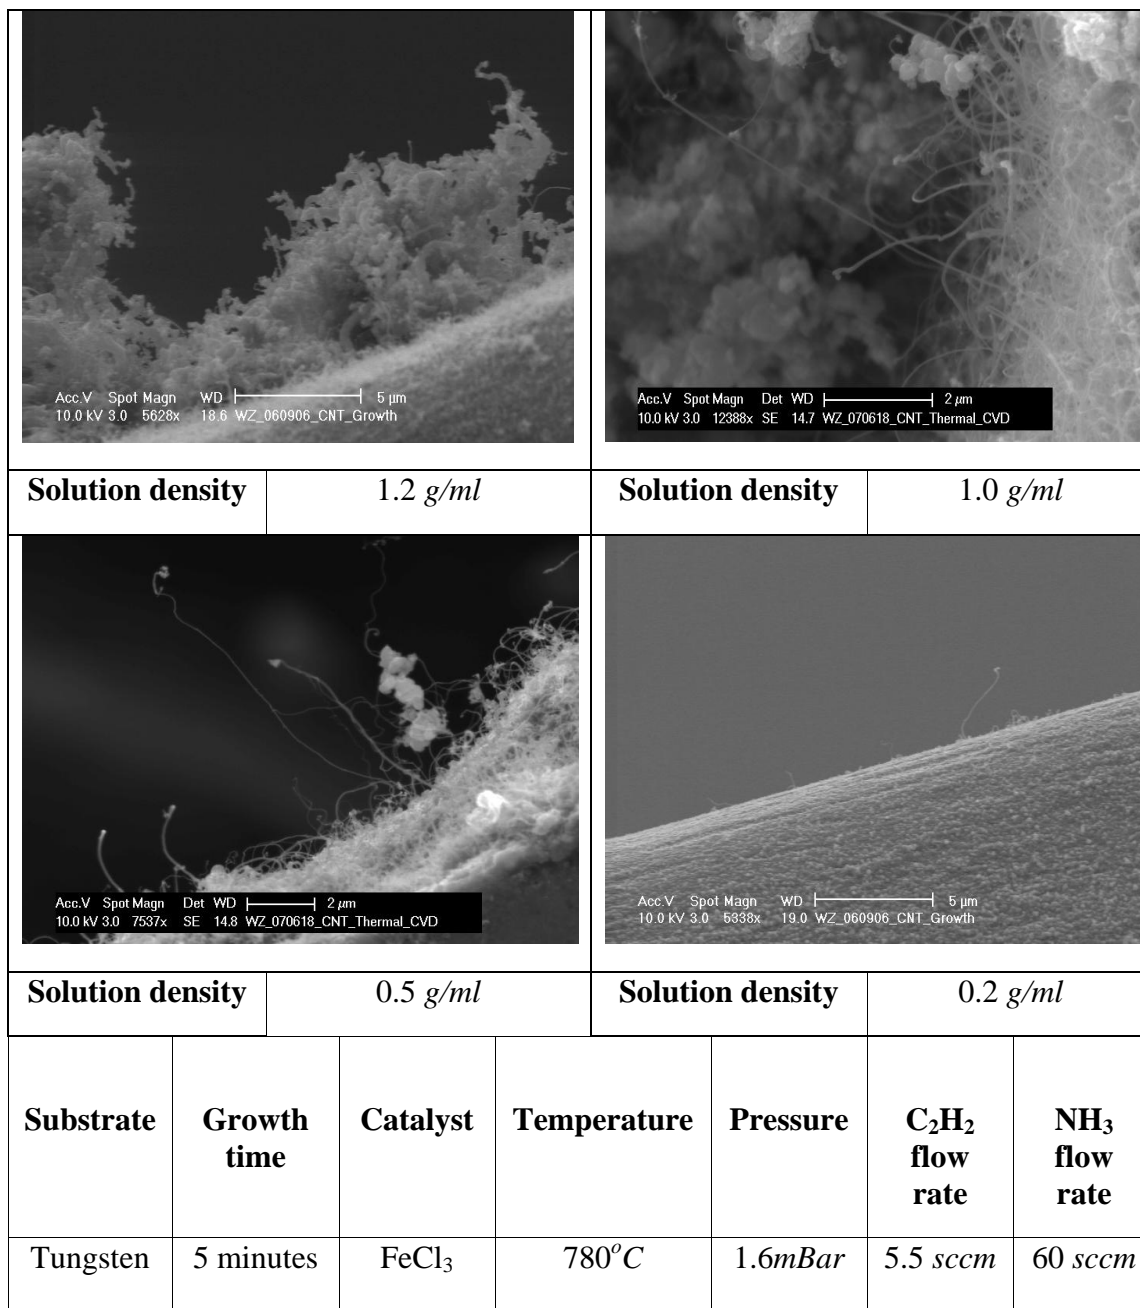 Acc.V Spot Magn WD 5 µm
10.0 kV 3.0 5628x 18.6 WZ_060906_CNT_Growth
Acc.V Spot Magn Det WD 2 µm
10.0 kV 3.0 12388x SE 14.7 WZ_070618_CNT_Thermal_CVD
Solution density 1.2 g/ml Solution density 1.0 g/ml
Acc.V Spot Magn Det WD 2 µm
10.0 kV 3.0 7537x SE 14.8 WZ_070618_CNT_Thermal_CVD
Acc.V Spot Magn WD 5 µm
10.0 kV 3.0 5338x 19.0 WZ_060906_CNT_Growth
Solution density 0.5 g/ml Solution density 0.2 g/ml
Substrate Growth Catalyst Temperature Pressure C₂H₂ NH₃
time flow flow
rate rate
Tungsten 5 minutes FeCl₃ 780°C 1.6mBar 5.5 sccm 60 sccm